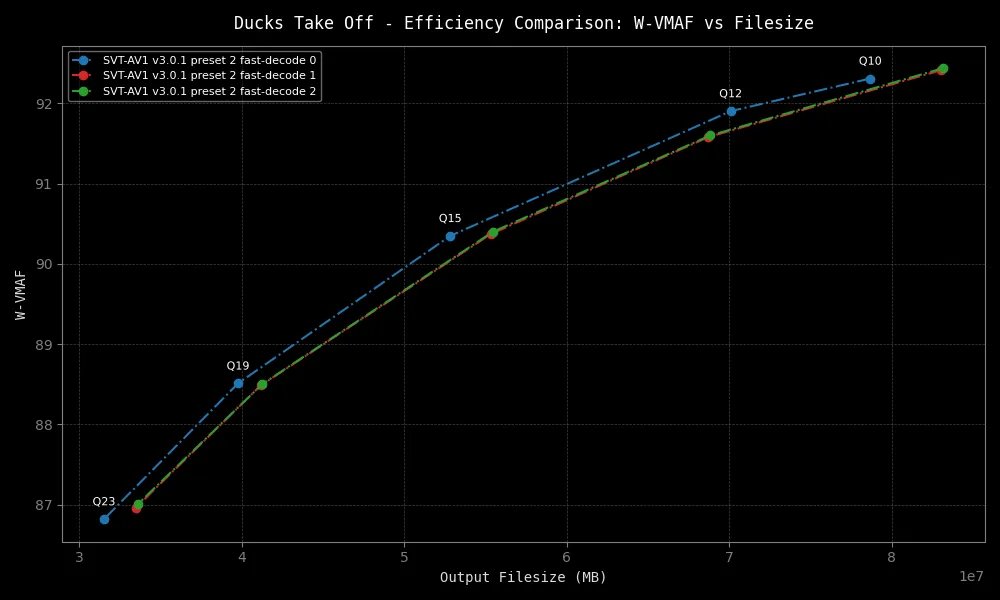 Ducks Take Off - Efficiency Comparison: W-VMAF vs Filesize
SVT-AV1 v3.0.1 preset 2 fast-decode 0
SVT-AV1 v3.0.1 preset 2 fast-decode 1
SVT-AV1 v3.0.1 preset 2 fast-decode 2
Q10
Q12
Q15
Q19
Q23
92
91
90
89
88
87
W-VMAF
3 4 5 6 7 8
1e7
Output Filesize (MB)